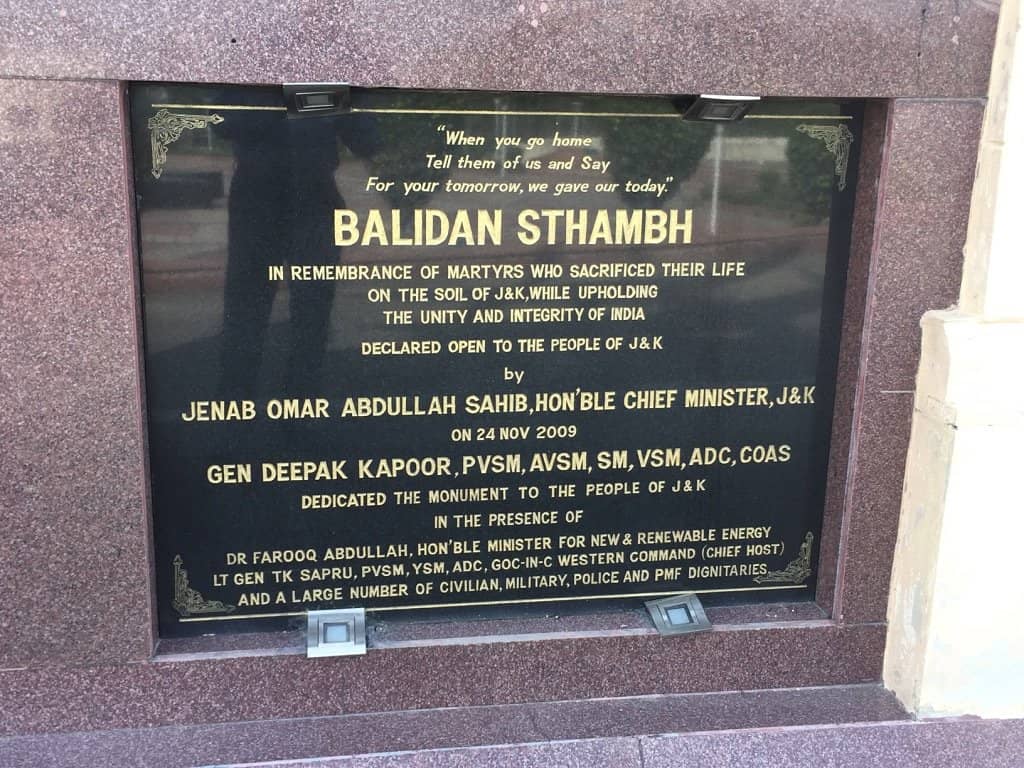 "When you go home
Tell them of us and Say
For your tomorrow, we gave our today."
BALIDAN STHAMBH
IN REMEMBRANCE OF MARTYRS WHO SACRIFICED THEIR LIFE
ON THE SOIL OF J&K, WHILE UPHOLDING
THE UNITY AND INTEGRITY OF INDIA
DECLARED OPEN TO THE PEOPLE OF J&K
by
JENAB OMAR ABDULLAH SAHIB, HON'BLE CHIEF MINISTER, J&K
ON 24 NOV 2009
GEN DEEPAK KAPOOR, PVSM, AVSM, SM, VSM, ADC, COAS
DEDICATED THE MONUMENT TO THE PEOPLE OF J&K
IN THE PRESENCE OF
DR FAROOQ ABDULLAH, HON'BLE MINISTER FOR NEW & RENEWABLE ENERGY
LT GEN TK SAPRU, PVSM, YSM, ADC, GOC-IN-C WESTERN COMMAND (CHIEF HOST)
AND A LARGE NUMBER OF CIVILIAN, MILITARY, POLICE AND PMF DIGNITARIES.